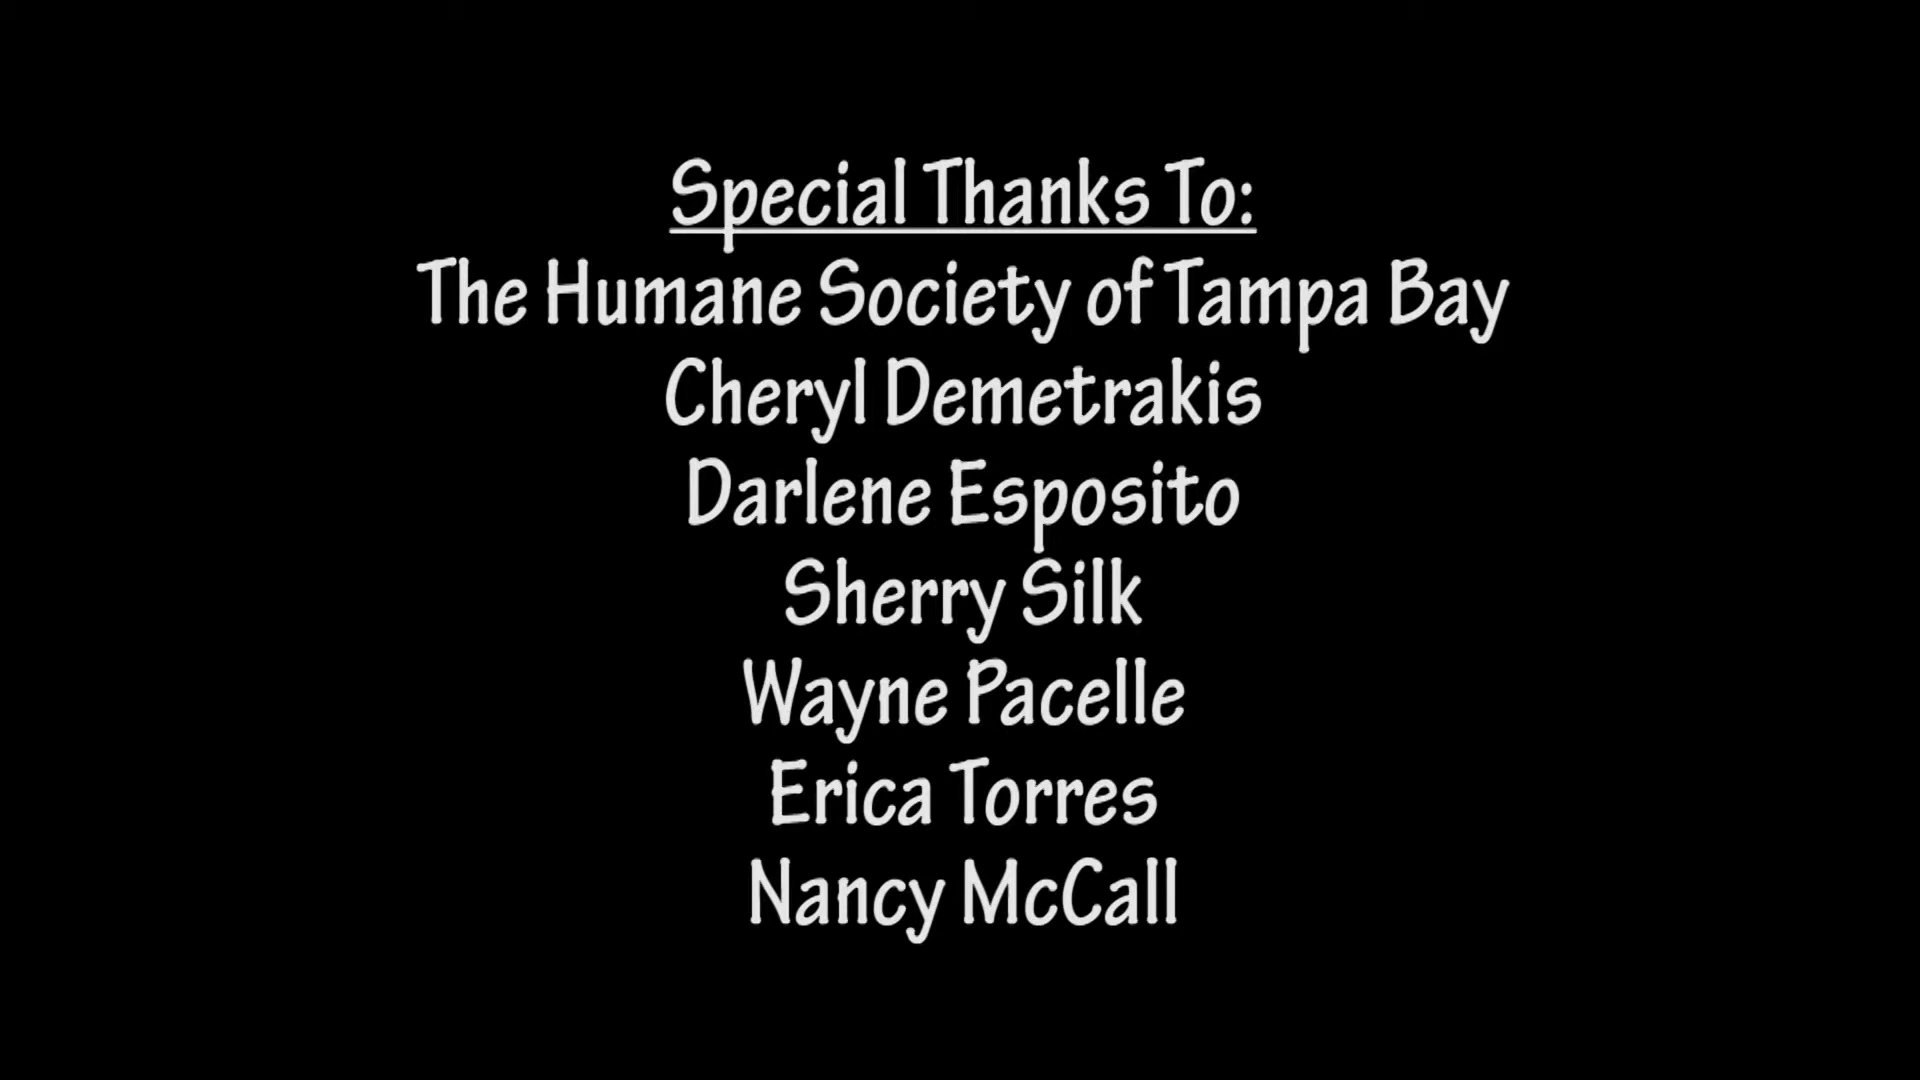 Special Thanks To:
The Humane Society of Tampa Bay
Cheryl Demetrakis
Darlene Esposito
Sherry Silk
Wayne Pacelle
Erica Torres
Nancy McCall